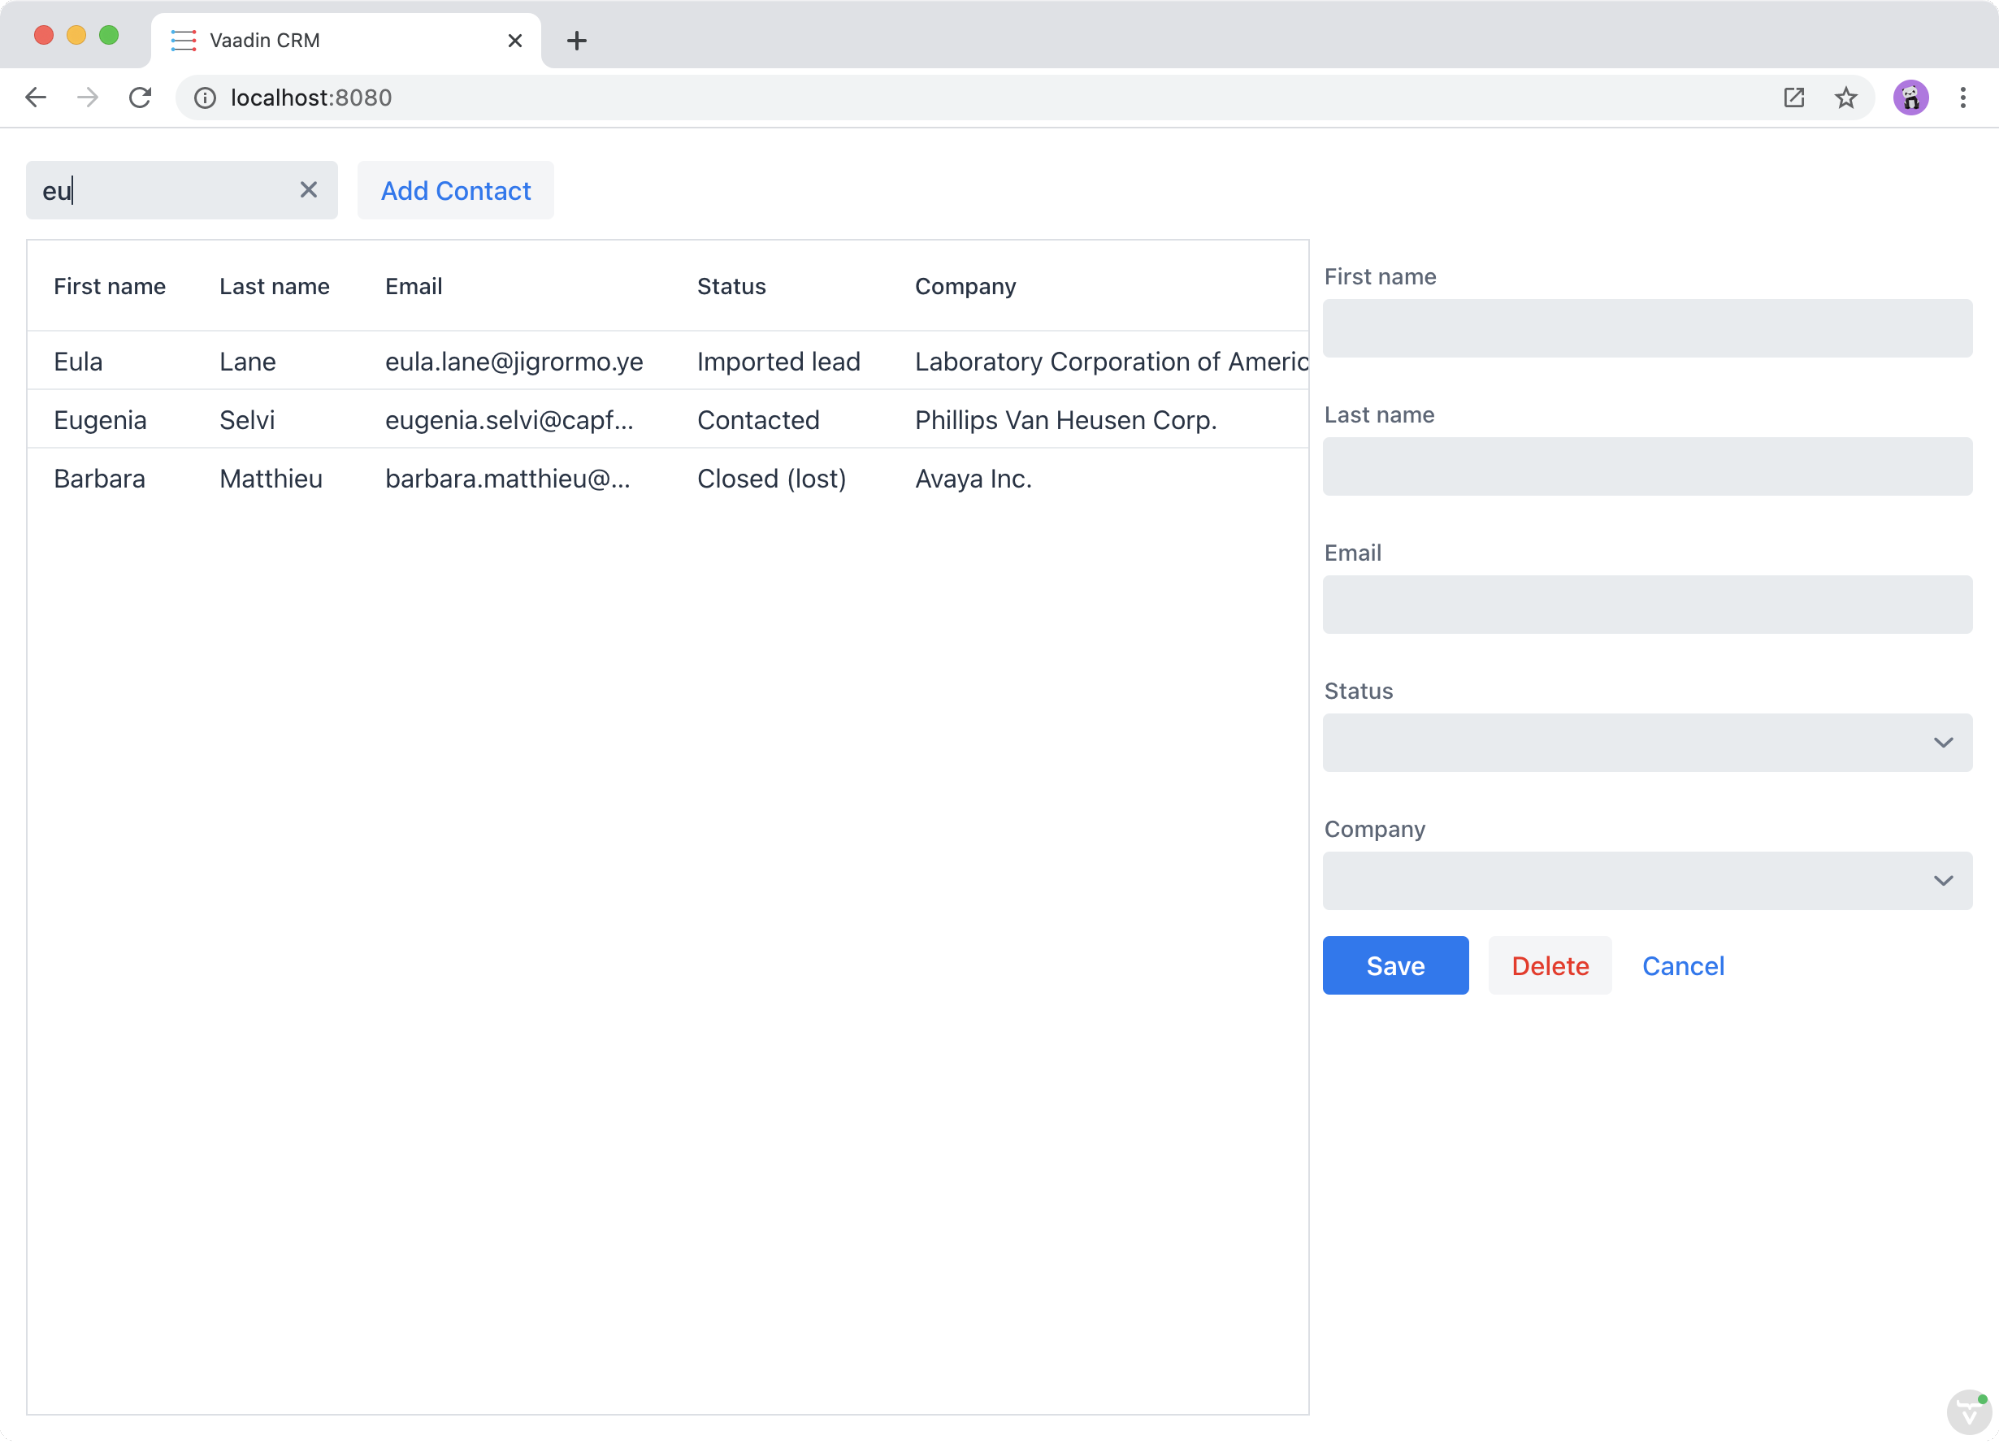 Vaadin CRM
localhost:8080
eu
Add Contact
First name Last name Email Status Company
Eula Lane eula.lane@jigrormo.ye Imported lead Laboratory Corporation of Americ
Eugenia Selvi eugenia.selvi@capf... Contacted Phillips Van Heusen Corp.
Barbara Matthieu barbara.matthieu@... Closed (lost) Avaya Inc.
First name
Last name
Email
Status
Company
Save Delete Cancel